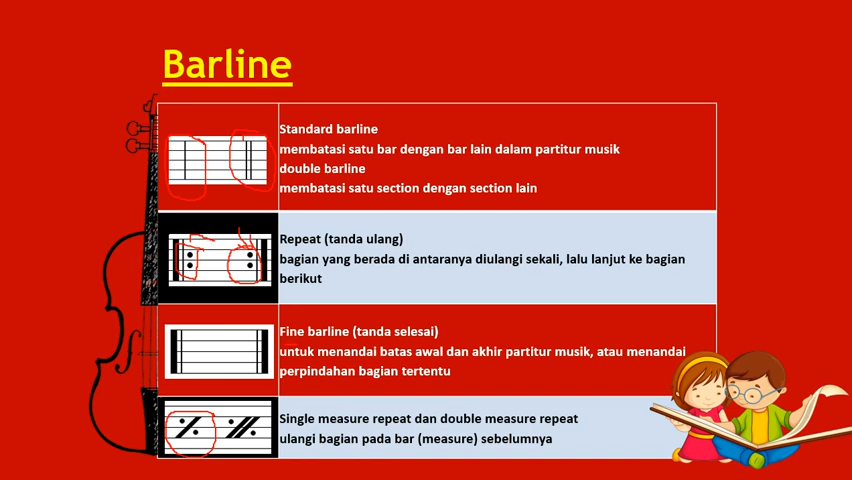 Barline
Standard barline
membatasi satu bar dengan bar lain dalam partitur musik
double barline
membatasi satu section dengan section lain
Repeat (tanda ulang)
bagian yang berada di antaranya diulangi sekali, lalu lanjut ke bagian
berikut
Fine barline (tanda selesai)
untuk menandai batas awal dan akhir partitur musik, atau menandai
perpindahan bagian tertentu
Single measure repeat dan double measure repeat
ulangi bagian pada bar (measure) sebelumnya